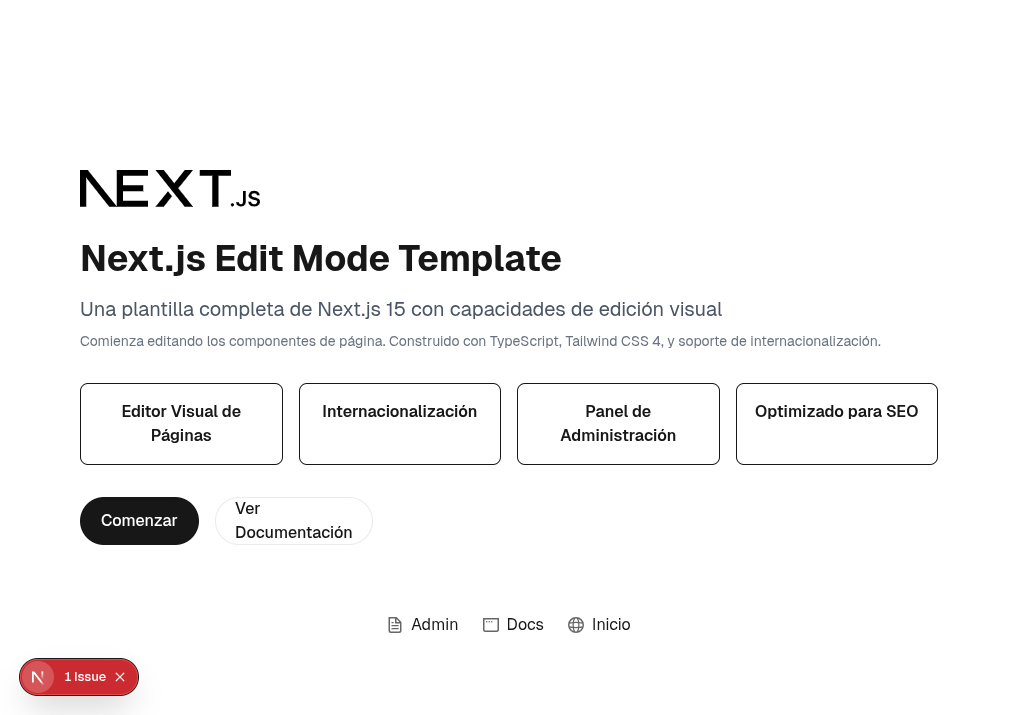 NEXT.JS
Next.js Edit Mode Template
Una plantilla completa de Next.js 15 con capacidades de edición visual
Comienza editando los componentes de página. Construido con TypeScript, Tailwind CSS 4, y soporte de internacionalización.
Editor Visual de
Páginas
Internacionalización
Panel de
Administración
Optimizado para SEO
Comenzar
Ver
Documentación
Admin
Docs
Inicio
N
1 Issue